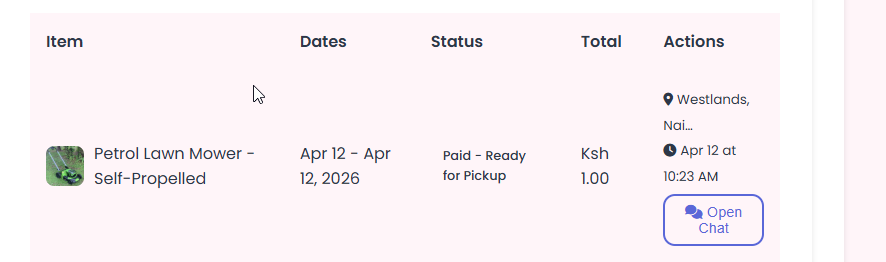 Item Dates Status Total Actions
Westlands,
Nai...
Petrol Lawn Mower -
Self-Propelled
Apr 12 - Apr
12, 2026
Paid - Ready
for Pickup
Ksh
1.00
Apr 12 at
10:23 AM
Open
Chat